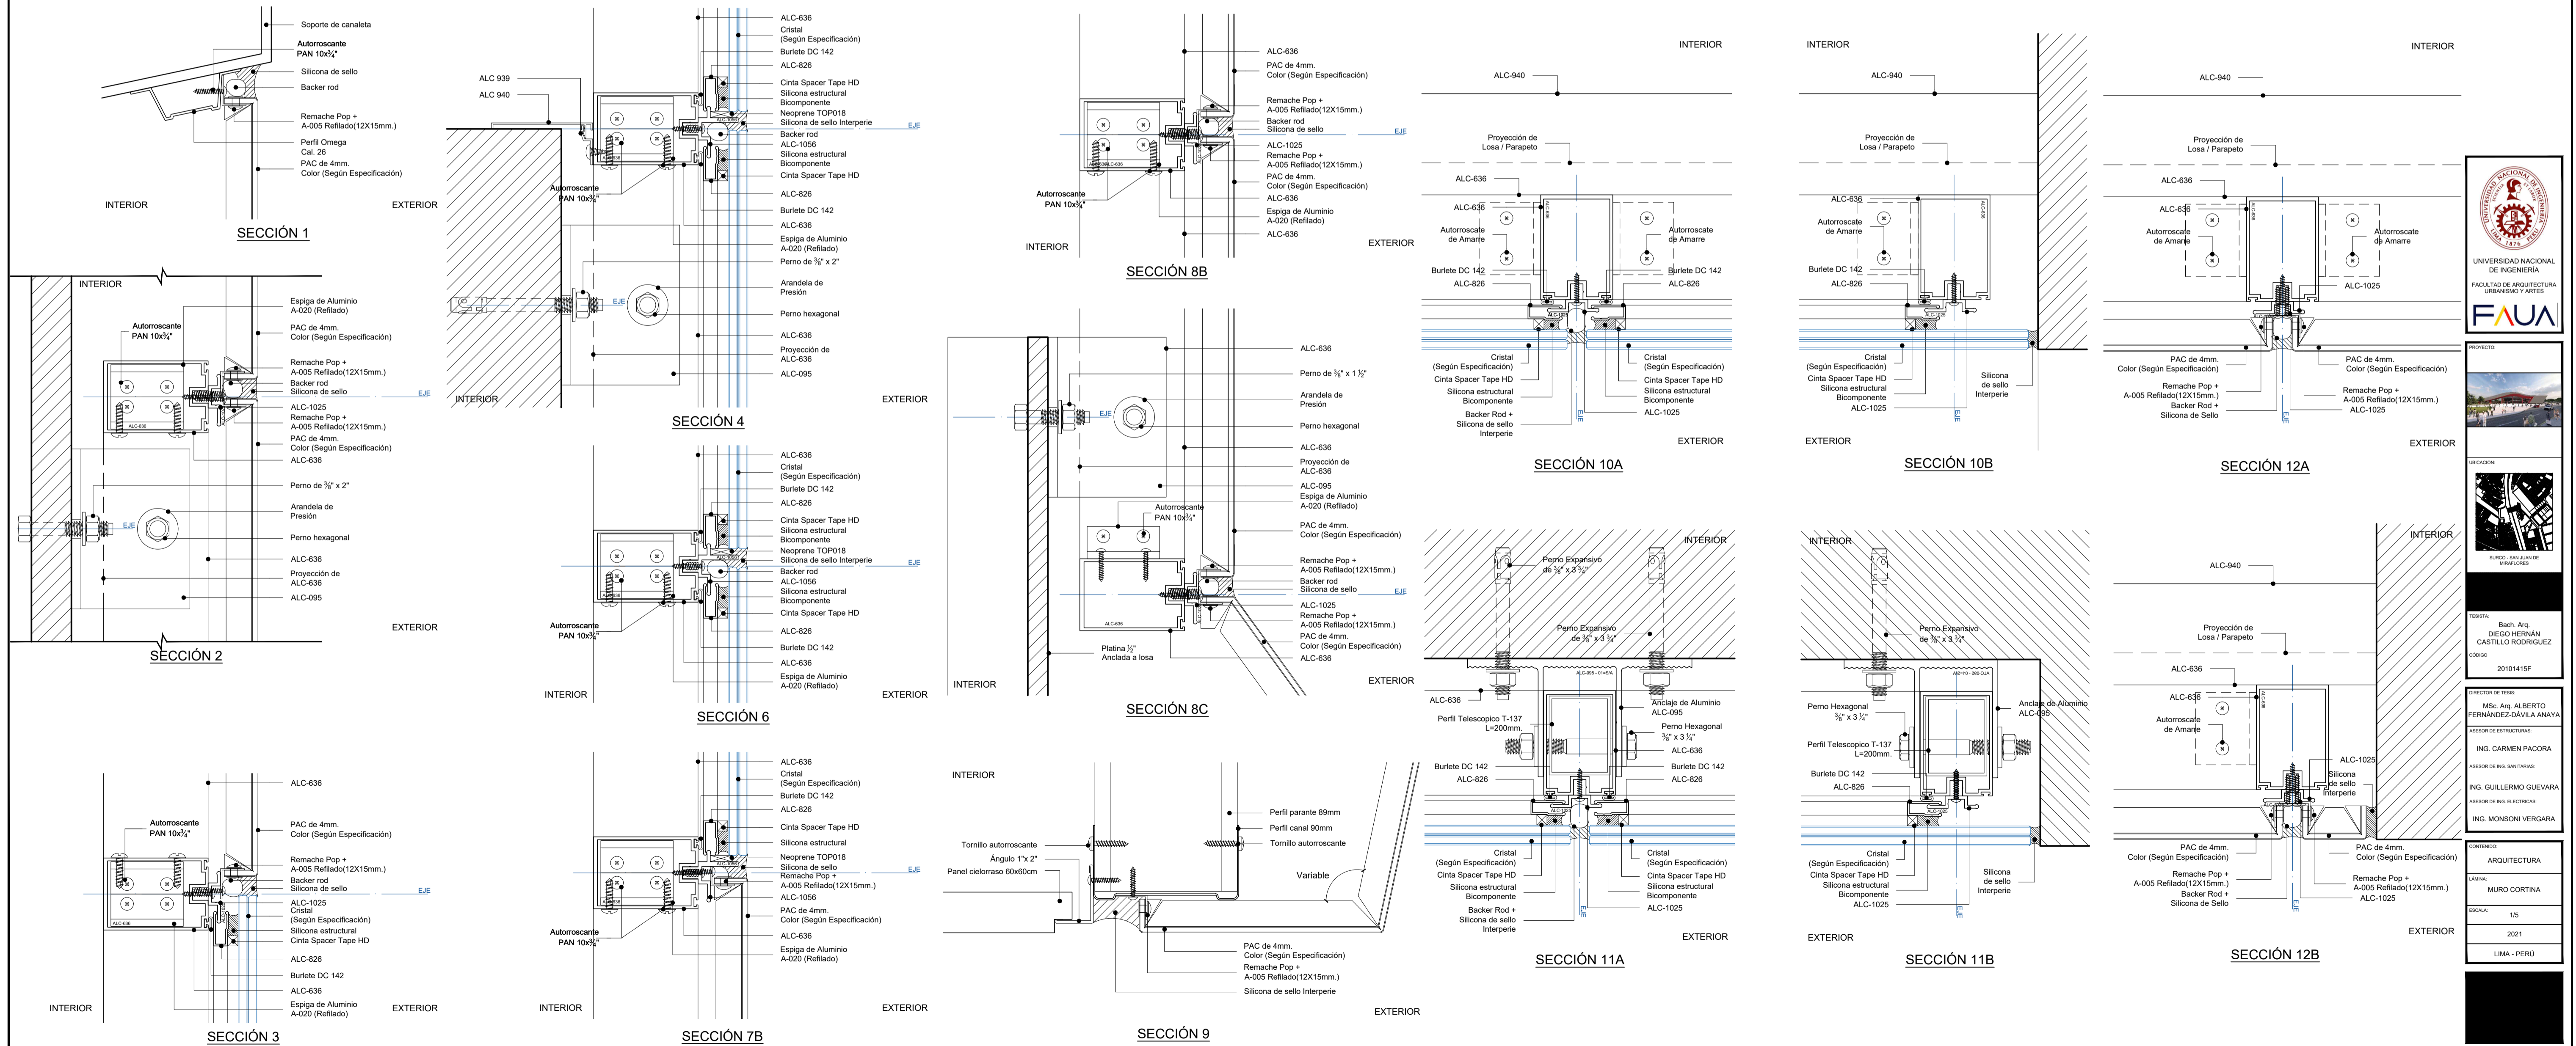 Soporte de canaleta
Autorroscante
PAN 10x¾"
Silicona de sello
Backer rod
Remache Pop +
A-005 Refilado(12X15mm.)
Perfil Omega
Cal. 26
PAC de 4mm.
Color (Según Especificación)
INTERIOR
EXTERIOR
SECCIÓN 1
INTERIOR
Espiga de Aluminio
A-020 (Refilado)
Autorroscante
PAN 10x¾"
PAC de 4mm.
Color (Según Especificación)
Remache Pop +
A-005 Refilado(12X15mm.)
Backer rod
Silicona de sello
EJE
ALC-1025
Remache Pop +
A-005 Refilado(12X15mm.)
ALC-636
PAC de 4mm.
Color (Según Especificación)
ALC-636
Perno de ⅜" x 2"
Arandela de
Presión
EJE
Perno hexagonal
ALC-636
Proyección de
ALC-636
ALC-095
EXTERIOR
SECCIÓN 2
ALC-636
Autorroscante
PAN 10x¾"
PAC de 4mm.
Color (Según Especificación)
Remache Pop +
A-005 Refilado(12X15mm.)
Backer rod
Silicona de sello
EJE
ALC-1025
Cristal
(Según Especificación)
ALC-636
Silicona estructural
Cinta Spacer Tape HD
ALC-826
Burlete DC 142
ALC-636
Espiga de Aluminio
A-020 (Refilado)
INTERIOR
EXTERIOR
SECCIÓN 3
ALC-636
Cristal
(Según Especificación)
Burlete DC 142
ALC-826
ALC 939
ALC 940
Cinta Spacer Tape HD
Silicona estructural
Bicomponente
Neoprene TOP018
Silicona de sello Interperie
EJE
Backer rod
ALC-1056
Silicona estructural
Bicomponente
ALC-636
Cinta Spacer Tape HD
Autorroscante
PAN 10x¾"
ALC-826
Burlete DC 142
ALC-636
Espiga de Aluminio
A-020 (Refilado)
Perno de ⅜" x 2"
Arandela de
Presión
EJE
Perno hexagonal
ALC-636
Proyección de
ALC-636
ALC-095
INTERIOR
EXTERIOR
SECCIÓN 4
ALC-636
Cristal
(Según Especificación)
Burlete DC 142
ALC-826
Cinta Spacer Tape HD
Silicona estructural
Bicomponente
Neoprene TOP018
Silicona de sello Interperie
EJE
Backer rod
ALC-1056
Silicona estructural
Bicomponente
ALC-636
Cinta Spacer Tape HD
Autorroscante
PAN 10x¾"
ALC-826
Burlete DC 142
ALC-636
Espiga de Aluminio
A-020 (Refilado)
INTERIOR
EXTERIOR
SECCIÓN 6
ALC-636
Cristal
(Según Especificación)
Burlete DC 142
ALC-826
Cinta Spacer Tape HD
Silicona estructural
Neoprene TOP018
Silicona de sello
EJE
Remache Pop +
A-005 Refilado(12X15mm.)
ALC-1056
ALC-636
PAC de 4mm.
Color (Según Especificación)
Autorroscante
PAN 10x¾"
ALC-636
Espiga de Aluminio
A-020 (Refilado)
INTERIOR
EXTERIOR
SECCIÓN 7B
ALC-636
PAC de 4mm.
Color (Según Especificación)
Remache Pop +
A-005 Refilado(12X15mm.)
Backer rod
Silicona de sello
EJE
ALC-1025
Remache Pop +
A-005 Refilado(12X15mm.)
ALC-636
PAC de 4mm.
Color (Según Especificación)
Autorroscante
PAN 10x¾"
ALC-636
Espiga de Aluminio
A-020 (Refilado)
ALC-636
INTERIOR
EXTERIOR
SECCIÓN 8B
ALC-636
Perno de ⅜" x 1 ½"
Arandela de
Presión
EJE
Perno hexagonal
ALC-636
Proyección de
ALC-636
ALC-095
Espiga de Aluminio
A-020 (Refilado)
Autorroscante
PAN 10x¾"
PAC de 4mm.
Color (Según Especificación)
Remache Pop +
A-005 Refilado(12X15mm.)
Backer rod
Silicona de sello
EJE
ALC-1025
Remache Pop +
A-005 Refilado(12X15mm.)
ALC-636
PAC de 4mm.
Color (Según Especificación)
ALC-636
Platina ½"
Anclada a losa
INTERIOR
EXTERIOR
SECCIÓN 8C
INTERIOR
Perfil parante 89mm
Perfil canal 90mm
Tornillo autorroscante
Tornillo autorroscante
Ángulo 1"x 2"
Panel cielorraso 60x60cm
Variable
PAC de 4mm.
Color (Según Especificación)
Remache Pop +
A-005 Refilado(12X15mm.)
Silicona de sello Interperie
EXTERIOR
SECCIÓN 9
INTERIOR
ALC-940
Proyección de
Losa / Parapeto
ALC-636
ALC-636
ALC-636
Autorroscate
de Amarre
Autorroscate
de Amarre
Burlete DC 142
Burlete DC 142
ALC-826
ALC-826
Cristal
(Según Especificación)
Cristal
(Según Especificación)
Cinta Spacer Tape HD
Cinta Spacer Tape HD
Silicona estructural
Bicomponente
Silicona estructural
Bicomponente
Backer Rod +
Silicona de sello
Interperie
ALC-1025
EJE
EXTERIOR
SECCIÓN 10A
INTERIOR
ALC-940
Proyección de
Losa / Parapeto
ALC-636
ALC-636
Autorroscate
de Amarre
Burlete DC 142
ALC-826
Cristal
(Según Especificación)
Cinta Spacer Tape HD
Silicona estructural
Bicomponente
ALC-1025
Silicona
de sello
Interperie
EJE
EXTERIOR
SECCIÓN 10B
INTERIOR
ALC-940
Proyección de
Losa / Parapeto
ALC-636
ALC-636
ALC-636
Autorroscate
de Amarre
Autorroscate
de Amarre
ALC-1025
PAC de 4mm.
Color (Según Especificación)
PAC de 4mm.
Color (Según Especificación)
Remache Pop +
A-005 Refilado(12X15mm.)
Remache Pop +
A-005 Refilado(12X15mm.)
Backer Rod +
Silicona de Sello
ALC-1025
EJE
EXTERIOR
SECCIÓN 12A
INTERIOR
Perno Expansivo
de ⅜" x 3 ¾"
Perno Expansivo
de ⅜" x 3 ¾"
ALC-636
Anclaje de Aluminio
ALC-095
Perfil Telescopico T-137
L=200mm.
Perno Hexagonal
⅜" x 3 ¼"
ALC-636
Burlete DC 142
Burlete DC 142
ALC-826
ALC-826
Cristal
(Según Especificación)
Cristal
(Según Especificación)
Cinta Spacer Tape HD
Cinta Spacer Tape HD
Silicona estructural
Bicomponente
Silicona estructural
Bicomponente
Backer Rod +
Silicona de sello
Interperie
ALC-1025
EJE
EXTERIOR
SECCIÓN 11A
INTERIOR
Perno Expansivo
de ⅜" x 3 ¾"
Perno Hexagonal
⅜" x 3 ¼"
Anclaje de Aluminio
ALC-095
Perfil Telescopico T-137
L=200mm.
Burlete DC 142
ALC-826
Cristal
(Según Especificación)
Cinta Spacer Tape HD
Silicona estructural
Bicomponente
ALC-1025
Silicona
de sello
Interperie
EJE
EXTERIOR
SECCIÓN 11B
INTERIOR
ALC-940
Proyección de
Losa / Parapeto
ALC-636
ALC-636
ALC-636
Autorroscate
de Amarre
ALC-1025
Silicona
de sello
Interperie
PAC de 4mm.
Color (Según Especificación)
PAC de 4mm.
Color (Según Especificación)
Remache Pop +
A-005 Refilado(12X15mm.)
Remache Pop +
A-005 Refilado(12X15mm.)
Backer Rod +
Silicona de Sello
ALC-1025
EJE
EXTERIOR
SECCIÓN 12B
UNIVERSIDAD NACIONAL DE INGENIERIA
LIMA 1876 PERU
UNIVERSIDAD NACIONAL
DE INGENIERÍA
FACULTAD DE ARQUITECTURA
URBANISMO Y ARTES
FAUA
PROYECTO:
UBICACION:
SURCO - SAN JUAN DE
MIRAFLORES
TESISTA:
Bach. Arq.
DIEGO HERNÁN
CASTILLO RODRIGUEZ
CÓDIGO
20101415F
DIRECTOR DE TESIS:
MSc. Arq. ALBERTO
FERNÁNDEZ-DÁVILA ANAYA
ASESOR DE ESTRUCTURAS:
ING. CARMEN PACORA
ASESOR DE ING. SANITARIAS:
ING. GUILLERMO GUEVARA
ASESOR DE ING. ELECTRICAS:
ING. MONSONI VERGARA
CONTENIDO:
ARQUITECTURA
LÁMINA:
MURO CORTINA
ESCALA:
1/5
2021
LIMA - PERÚ